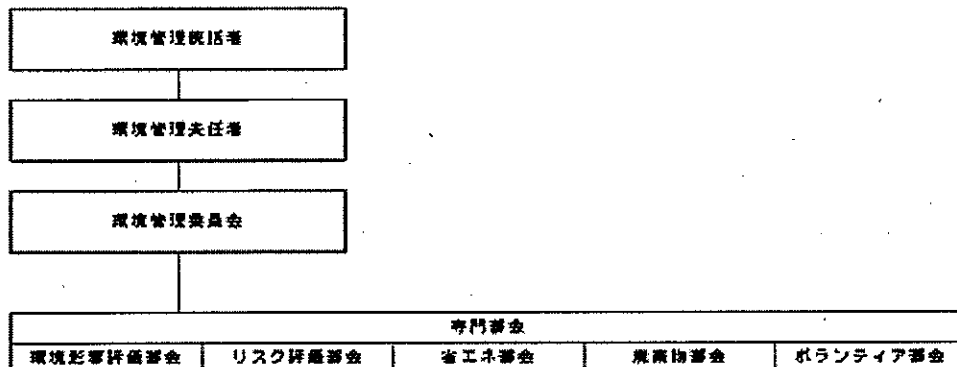 環境管理統括者
環境管理責任者
環境管理委員会
専門部会
環境影響評価部会
リスク評価部会
省エネ部会
廃棄物部会
ボランティア部会